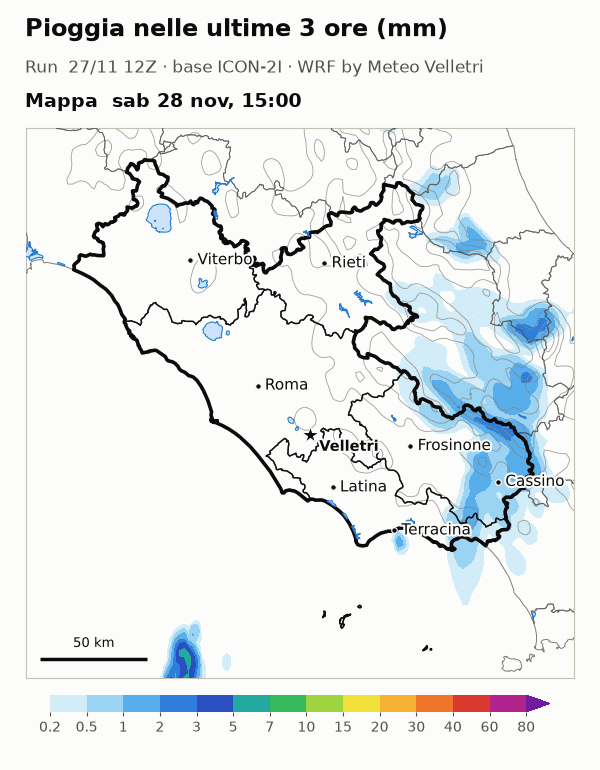 Pioggia nelle ultime 3 ore (mm)
Run  27/11 12Z · base ICON-2I · WRF by Meteo Velletri
Mappa  sab 28 nov, 15:00
Viterbo
Rieti
Roma
Velletri
Frosinone
Latina
Cassino
Terracina
50 km
0.2 0.5 1 2 3 5 7 10 15 20 30 40 60 80